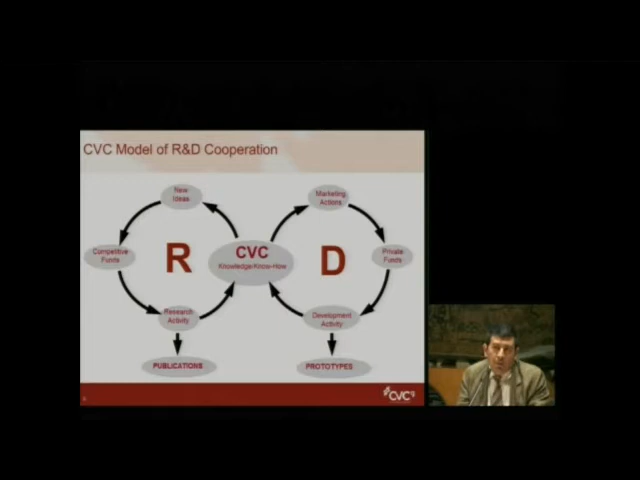 CVC Model of R&D Cooperation
New
Ideas
Marketing
Actions
Competitive
Funds
R
CVC
Knowledge/Know-How
D
Private
Funds
Research
Activity
Development
Activity
PUBLICATIONS
PROTOTYPES
CVC